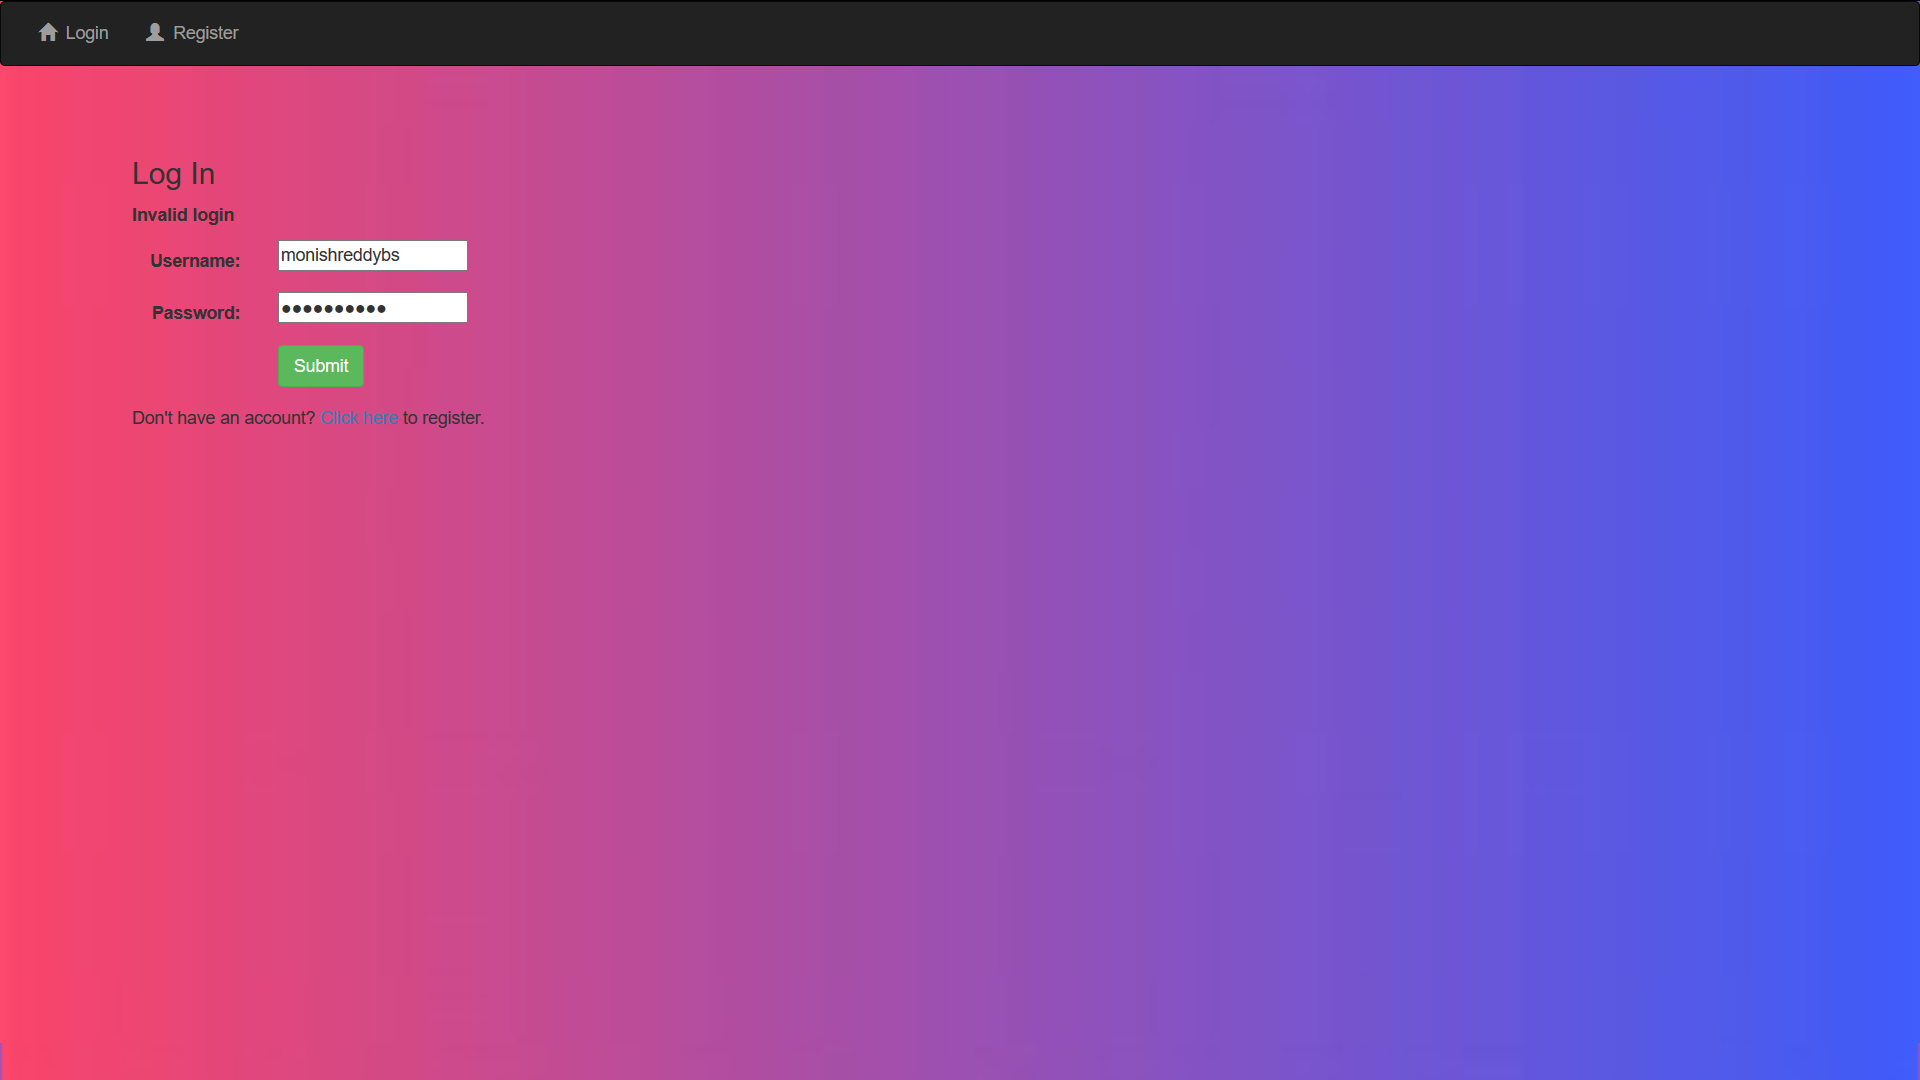 Login Register
Log In
Invalid login
Username: monishreddybs
Password: ●●●●●●●●●●
Submit
Don't have an account? Click here to register.